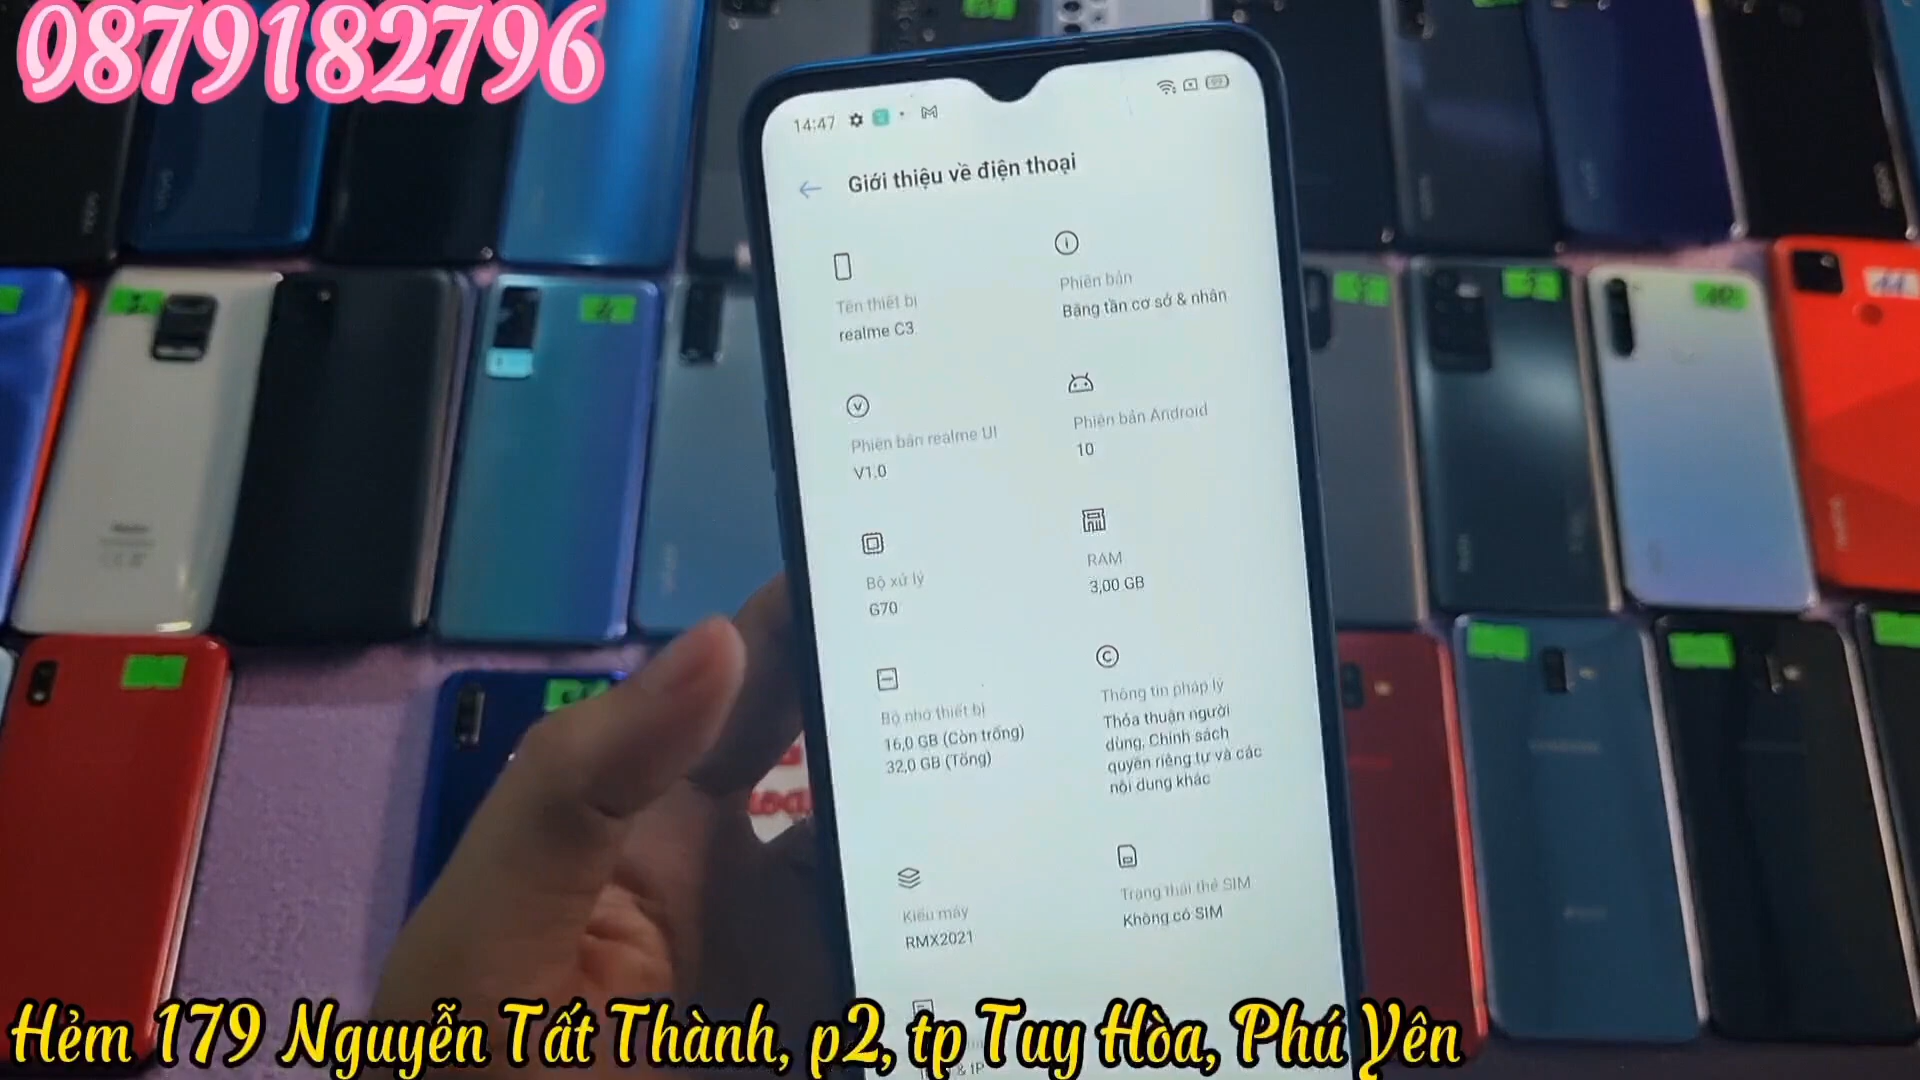 0879182796
14:47
Giới thiệu về điện thoại
Tên thiết bị
realme C3
Phiên bản
Băng tần cơ sở & nhân
Phiên bản realme UI
V1.0
Phiên bản Android
10
Bộ xử lý
G70
RAM
3,00 GB
Bộ nhớ thiết bị
16,0 GB (Còn trống)
32,0 GB (Tổng)
Thông tin pháp lý
Thỏa thuận người
dùng, Chính sách
quyền riêng tư và các
nội dung khác
Kiểu máy
RMX2021
Trạng thái thẻ SIM
Không có SIM
Hẻm 179 Nguyễn Tất Thành, p2, tp Tuy Hòa, Phú Yên